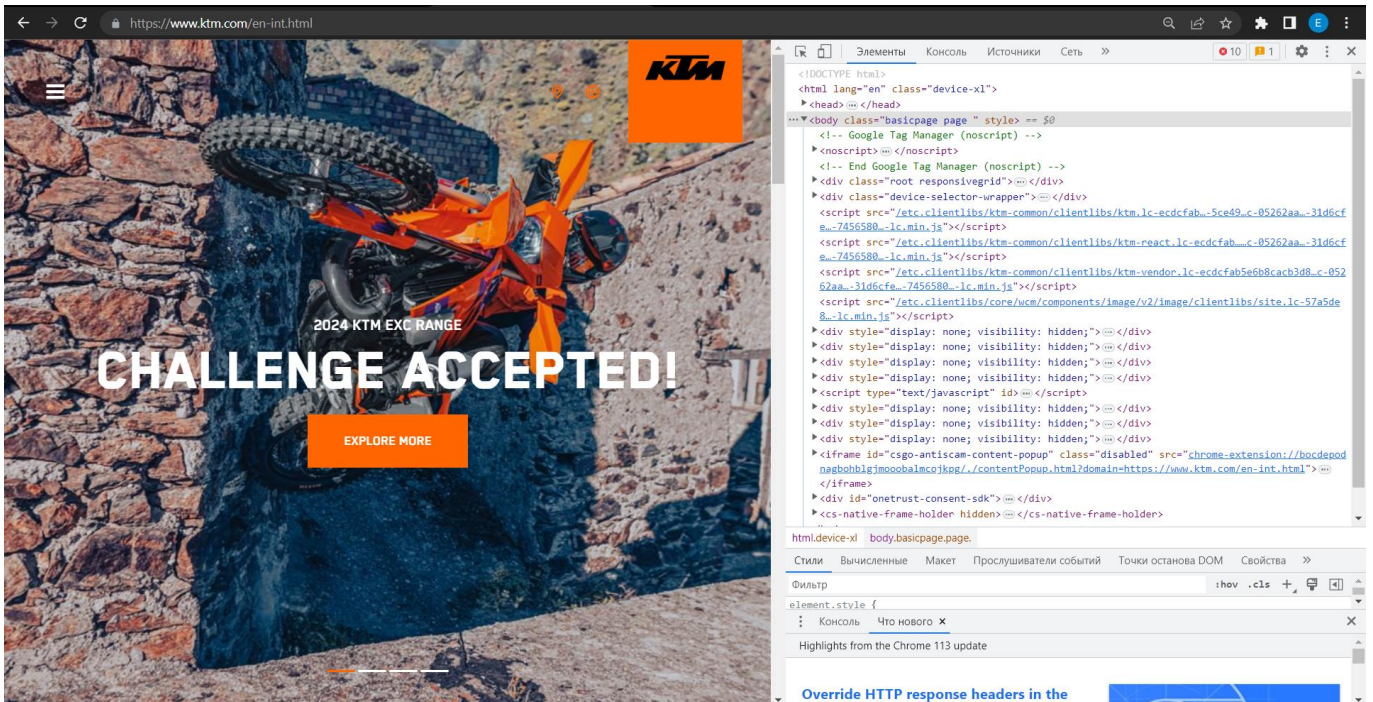 https://www.ktm.com/en-int.html
E
KTM
2024 KTM EXC RANGE
CHALLENGE ACCEPTED!
EXPLORE MORE
Элементы Консоль Источники Сеть » 10 1
<!DOCTYPE html>
<html lang="en" class="device-xl">
<head> … </head>
… <body class="basicpage page " style> == $0
<!-- Google Tag Manager (noscript) -->
<noscript> … </noscript>
<!-- End Google Tag Manager (noscript) -->
<div class="root responsivegrid"> … </div>
<div class="device-selector-wrapper"> … </div>
<script src="/etc.clientlibs/ktm-common/clientlibs/ktm.lc-ecdcfab…-5ce49…c-05262aa…-31d6cf
e…-7456580…-lc.min.js"></script>
<script src="/etc.clientlibs/ktm-common/clientlibs/ktm-react.lc-ecdcfab……c-05262aa…-31d6cf
e…-7456580…-lc.min.js"></script>
<script src="/etc.clientlibs/ktm-common/clientlibs/ktm-vendor.lc-ecdcfab5e6b8cacb3d8…c-052
62aa…-31d6cfe…-7456580…-lc.min.js"></script>
<script src="/etc.clientlibs/core/wcm/components/image/v2/image/clientlibs/site.lc-57a5de
8…-lc.min.js"></script>
<div style="display: none; visibility: hidden;"> … </div>
<div style="display: none; visibility: hidden;"> … </div>
<div style="display: none; visibility: hidden;"> … </div>
<div style="display: none; visibility: hidden;"> … </div>
<script type="text/javascript" id> … </script>
<div style="display: none; visibility: hidden;"> … </div>
<div style="display: none; visibility: hidden;"> … </div>
<div style="display: none; visibility: hidden;"> … </div>
<iframe id="csgo-antiscam-content-popup" class="disabled" src="chrome-extension://bocdepod
nagbohblgjmooobalmcojkpg/./contentPopup.html?domain=https://www.ktm.com/en-int.html"> …
</iframe>
<div id="onetrust-consent-sdk"> … </div>
<cs-native-frame-holder hidden> … </cs-native-frame-holder>
html.device-xl body.basicpage.page.
Стили Вычисленные Макет Прослушиватели событий Точки останова DOM Свойства »
Фильтр :hov .cls +
element.style {
Консоль Что нового ×
Highlights from the Chrome 113 update
Override HTTP response headers in the